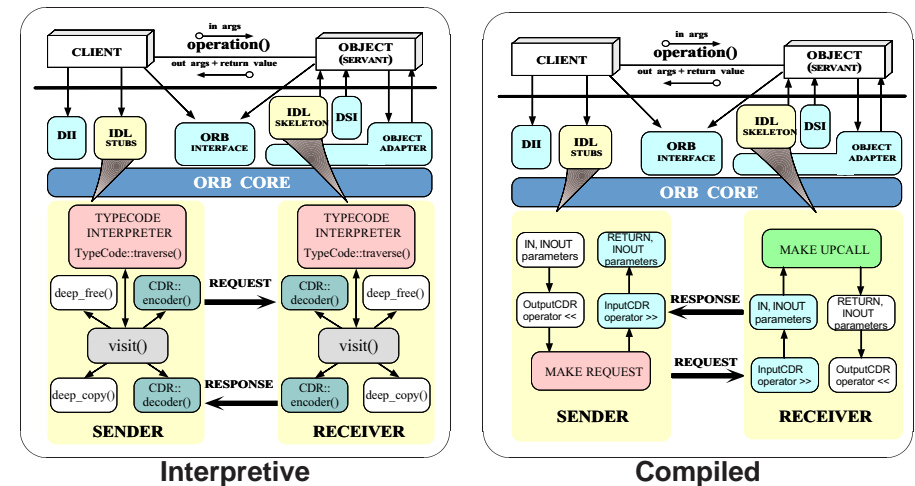 in args
operation()
out args + return value
CLIENT
OBJECT
(SERVANT)
DII
IDL
STUBS
ORB
INTERFACE
IDL
SKELETON
DSI
OBJECT
ADAPTER
ORB CORE
TYPECODE
INTERPRETER
TypeCode::traverse()
TYPECODE
INTERPRETER
TypeCode::traverse()
deep_free()
CDR::
encoder()
REQUEST
CDR::
decoder()
deep_free()
visit()
visit()
deep_copy()
CDR::
decoder()
RESPONSE
CDR::
encoder()
deep_copy()
SENDER
RECEIVER
Interpretive
in args
operation()
out args + return value
CLIENT
OBJECT
(SERVANT)
DII
IDL
STUBS
ORB
INTERFACE
IDL
SKELETON
DSI
OBJECT
ADAPTER
ORB CORE
IN, INOUT
parameters
RETURN,
INOUT
parameters
MAKE UPCALL
OutputCDR
operator <<
InputCDR
operator >>
RESPONSE
IN, INOUT
parameters
RETURN,
INOUT
parameters
MAKE REQUEST
REQUEST
InputCDR
operator >>
OutputCDR
operator <<
SENDER
RECEIVER
Compiled